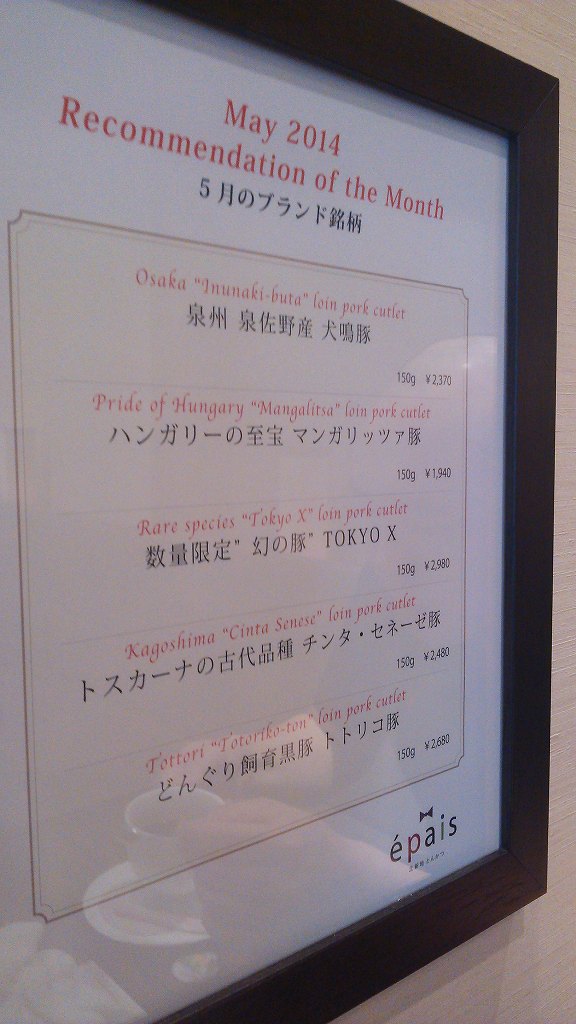 May 2014
Recommendation of the Month
5月のブランド銘柄
Osaka "Inunaki-buta" loin pork cutlet
泉州 泉佐野産 犬鳴豚
150g ¥2,370
Pride of Hungary "Mangalitsa" loin pork cutlet
ハンガリーの至宝 マンガリッツァ豚
150g ¥1,940
Rare species "Tokyo X" loin pork cutlet
数量限定" 幻の豚" TOKYO X
150g ¥2,980
Kagoshima "Cinta Senese" loin pork cutlet
トスカーナの古代品種 チンタ・セネーゼ豚
150g ¥2,480
Tottori "Totoriko-ton" loin pork cutlet
どんぐり飼育黒豚 トトリコ豚
150g ¥2,680
épais